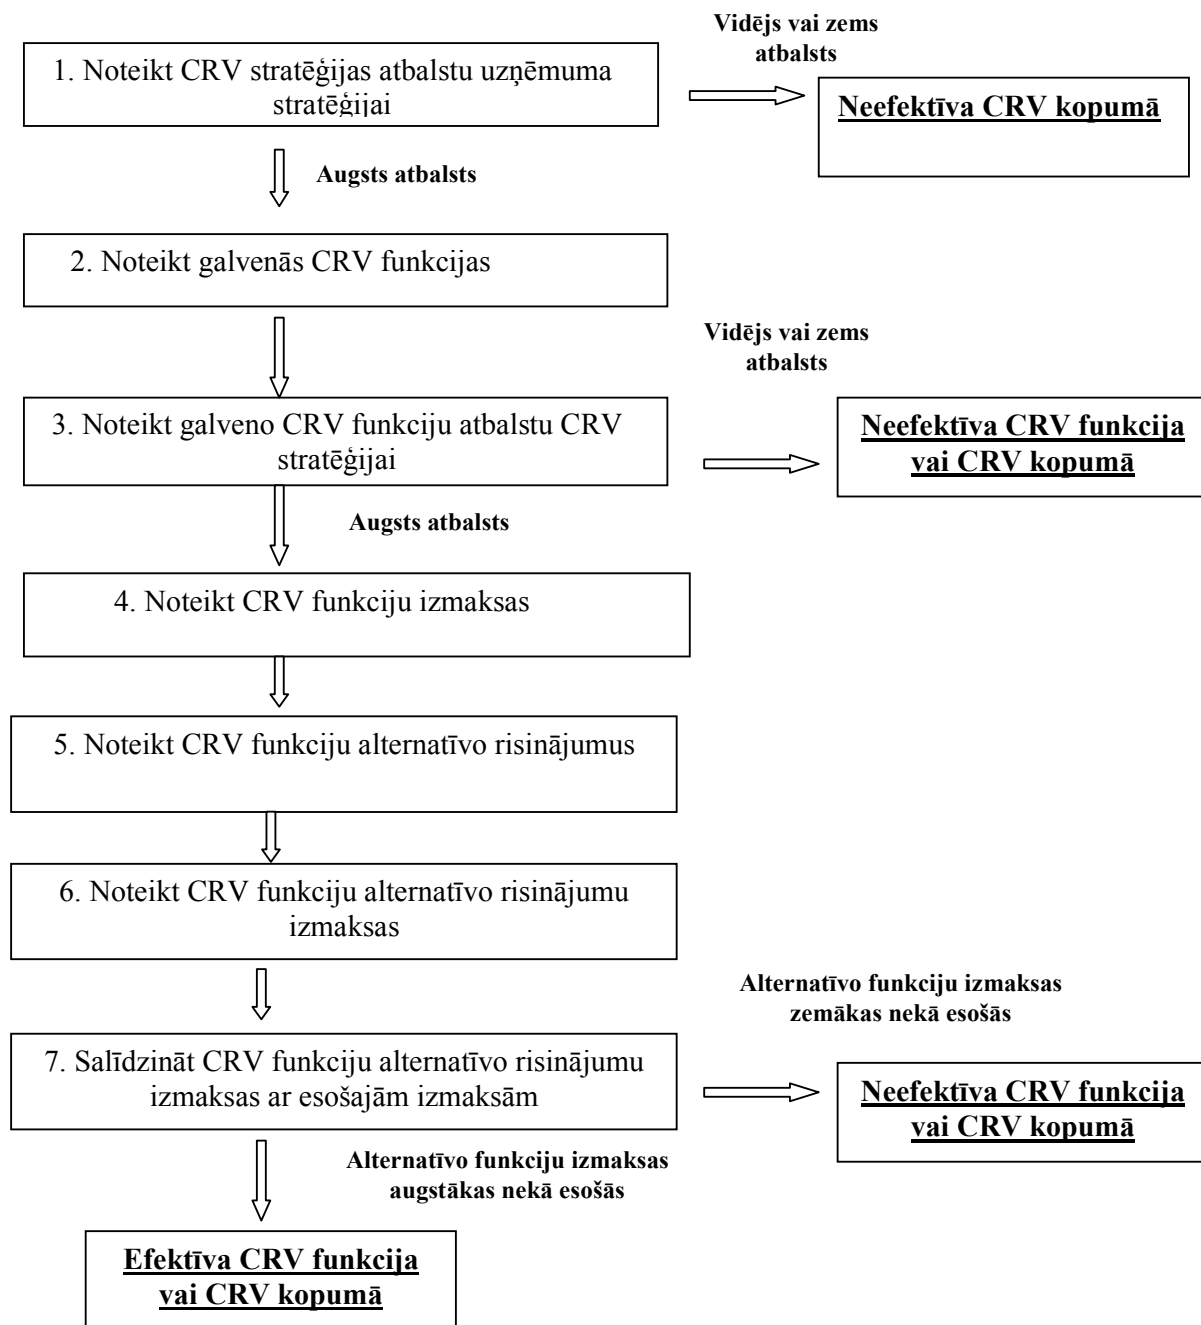 Vidējs vai zems
atbalsts
1. Noteikt CRV stratēģijas atbalstu uzņēmuma
stratēģijai
Neefektīva CRV kopumā
Augsts atbalsts
2. Noteikt galvenās CRV funkcijas
Vidējs vai zems
atbalsts
3. Noteikt galveno CRV funkciju atbalstu CRV
stratēģijai
Neefektīva CRV funkcija
vai CRV kopumā
Augsts atbalsts
4. Noteikt CRV funkciju izmaksas
5. Noteikt CRV funkciju alternatīvo risinājumus
6. Noteikt CRV funkciju alternatīvo risinājumu
izmaksas
Alternatīvo funkciju izmaksas
zemākas nekā esošās
7. Salīdzināt CRV funkciju alternatīvo risinājumu
izmaksas ar esošajām izmaksām
Neefektīva CRV funkcija
vai CRV kopumā
Alternatīvo funkciju izmaksas
augstākas nekā esošās
Efektīva CRV funkcija
vai CRV kopumā